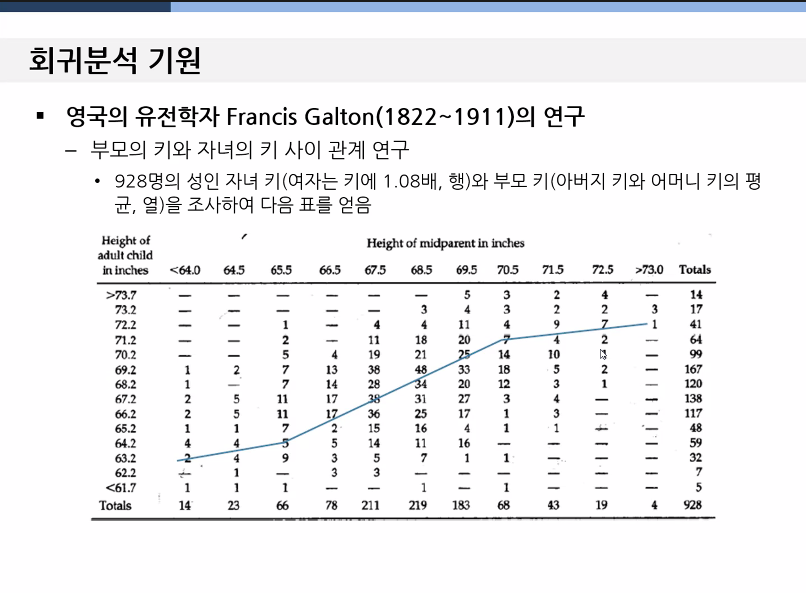 회귀분석 기원
▪ 영국의 유전학자 Francis Galton(1822~1911)의 연구
– 부모의 키와 자녀의 키 사이 관계 연구
• 928명의 성인 자녀 키(여자는 키에 1.08배, 행)와 부모 키(아버지 키와 어머니 키의 평
균, 열)을 조사하여 다음 표를 얻음
Height of adult child in inches Height of midparent in inches
<64.0 64.5 65.5 66.5 67.5 68.5 69.5 70.5 71.5 72.5 >73.0 Totals
>73.7 — — — — — — 5 3 2 4 — 14
73.2 — — — — — 3 4 3 2 2 3 17
72.2 — — 1 — 4 4 11 4 9 7 1 41
71.2 — — 2 — 11 18 20 7 4 2 — 64
70.2 — — 5 4 19 21 25 14 10 2 — 99
69.2 1 2 7 13 38 48 33 18 5 2 — 167
68.2 1 — 7 14 28 34 20 12 3 1 — 120
67.2 2 5 11 17 38 31 27 3 4 — — 138
66.2 2 5 11 17 36 25 17 1 3 — — 117
65.2 1 1 7 2 15 16 4 1 1 — — 48
64.2 4 4 5 5 14 11 16 — — — — 59
63.2 2 4 9 3 5 7 1 1 — — — 32
62.2 — 1 — 3 3 — — — — — — 7
<61.7 1 1 1 — — 1 — 1 — — — 5
Totals 14 23 66 78 211 219 183 68 43 19 4 928